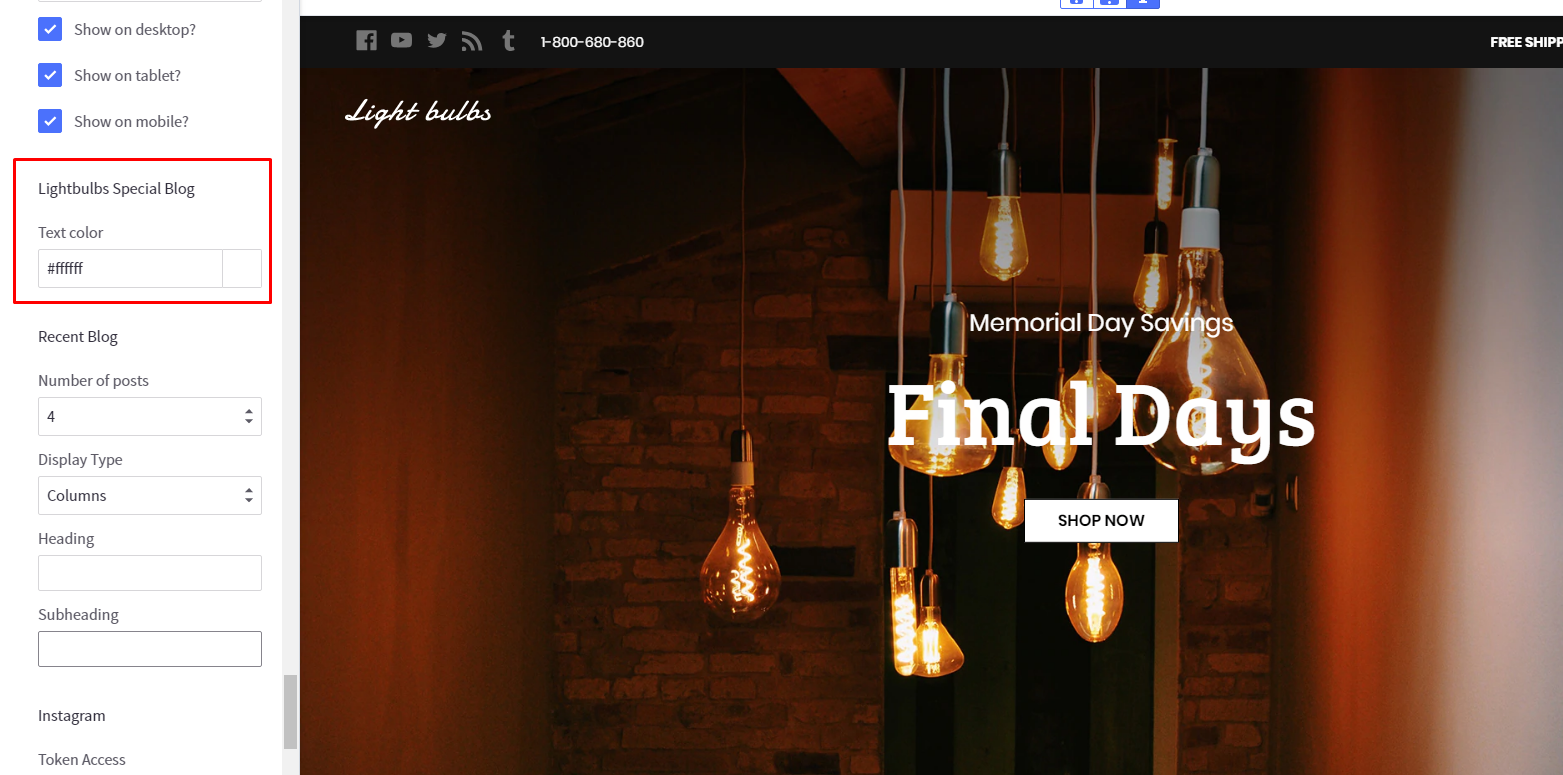 Show on desktop?
Show on tablet?
Show on mobile?
Lightbulbs Special Blog
Text color
#ffffff
Recent Blog
Number of posts
4
Display Type
Columns
Heading
Subheading
Instagram
Token Access
1-800-680-860
FREE SHIPP
Light bulbs
Memorial Day Savings
Final Days
SHOP NOW